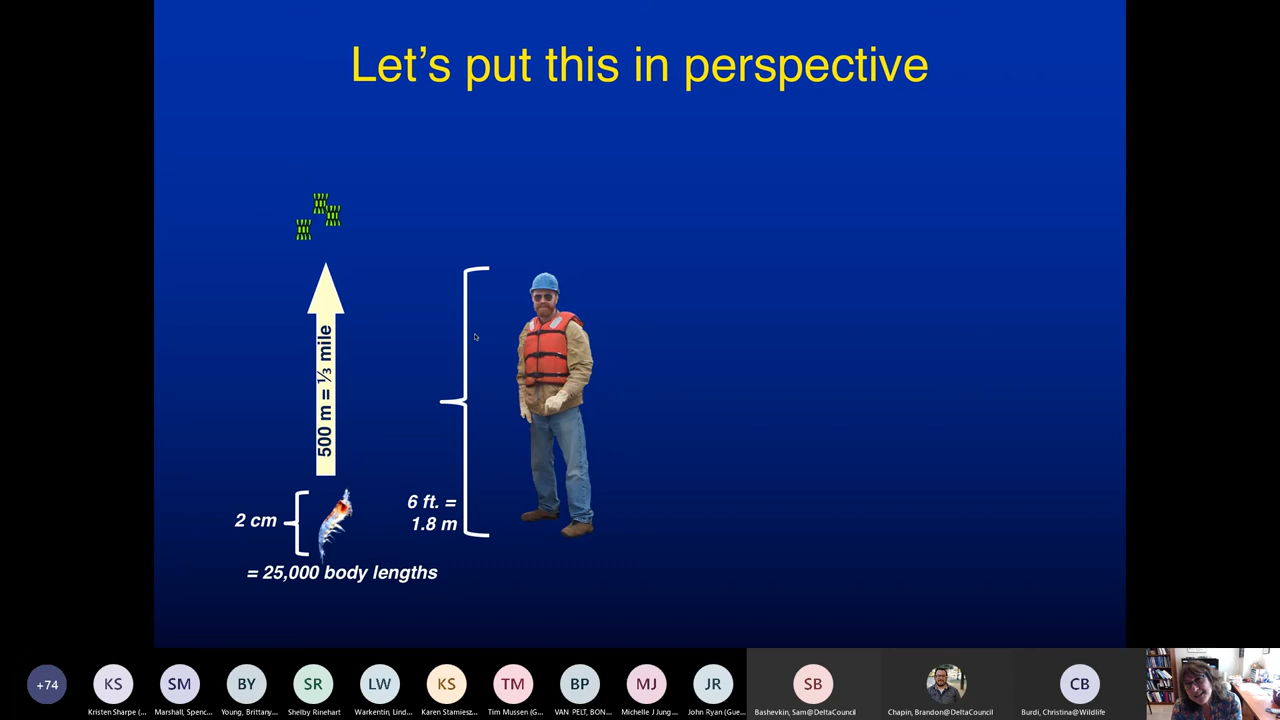 Let's put this in perspective
500 m = ⅓ mile
2 cm
= 25,000 body lengths
6 ft. =
1.8 m
+74
KS
SM
BY
SR
LW
KS
TM
BP
MJ
JR
SB
CB
Kristen Sharpe (...
Marshall, Spenc...
Young, Brittany...
Shelby Rinehart
Warkentin, Lind...
Karen Stamiesz...
Tim Mussen (G...
VAN PELT, BON...
Michelle J Jung...
John Ryan (Gue...
Bashevkin, Sam@DeltaCouncil
Chapin, Brandon@DeltaCouncil
Burdi, Christina@Wildlife